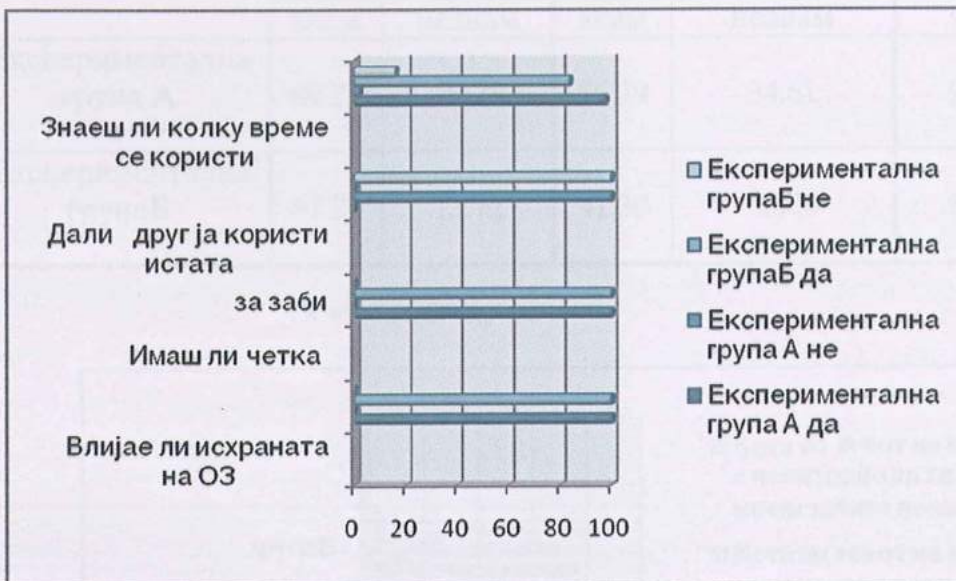 Знаеш ли колку време
се користи
Дали друг ја користи
истата
за заби
Имаш ли четка
Влијае ли исхраната
на ОЗ
0 20 40 60 80 100
Експериментална
групаБ не
Експериментална
групаБ да
Експериментална
група А не
Експериментална
група А да